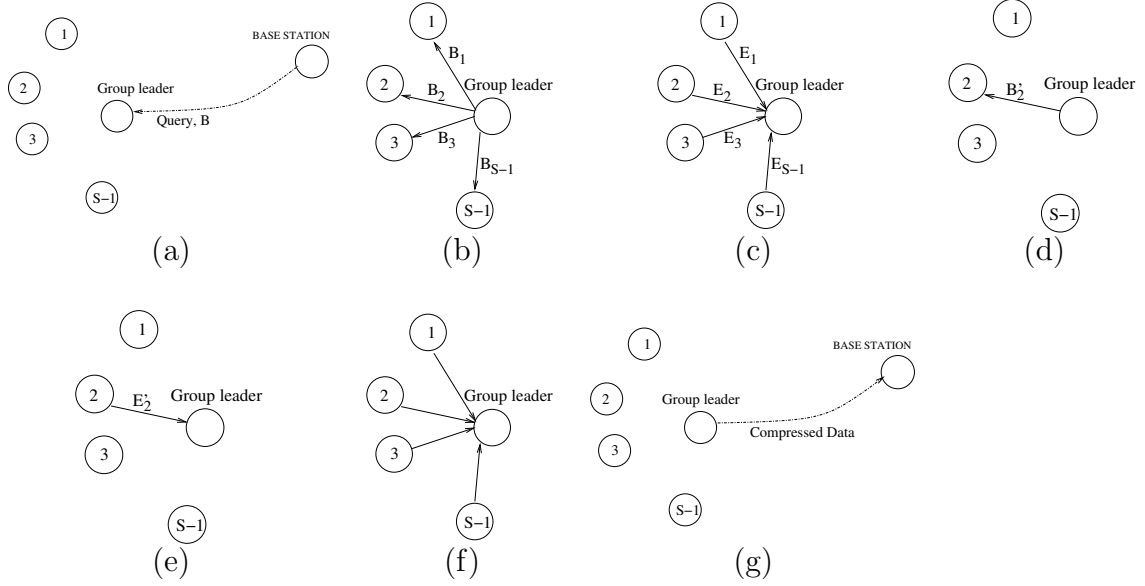 1
BASE STATION
2
Group leader
Query, B
3
S-1
(a)
1
B1
Group leader
2
B2
B3
3
BS-1
S-1
(b)
1
E1
Group leader
2
E2
E3
3
ES-1
S-1
(c)
1
Group leader
2
B'2
3
S-1
(d)
1
2
E'2
Group leader
3
S-1
(e)
1
Group leader
2
3
S-1
(f)
1
BASE STATION
2
Group leader
Compressed Data
3
S-1
(g)